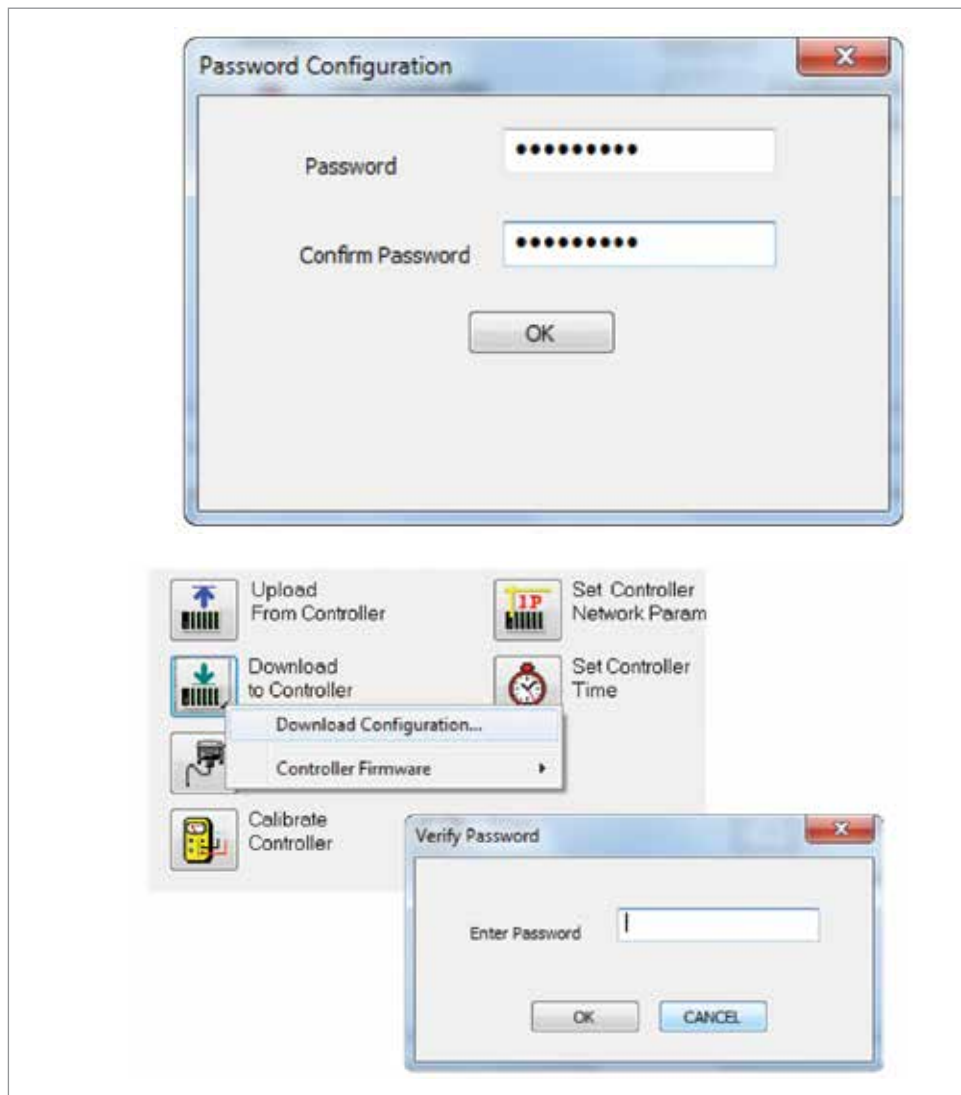 Password Configuration
Password
•••••••••
Confirm Password
•••••••••
OK
Upload
From Controller
Set Controller
Network Param
Download
to Controller
Set Controller
Time
Download Configuration...
Controller Firmware
Calibrate
Controller
Verify Password
Enter Password
OK
CANCEL
IP